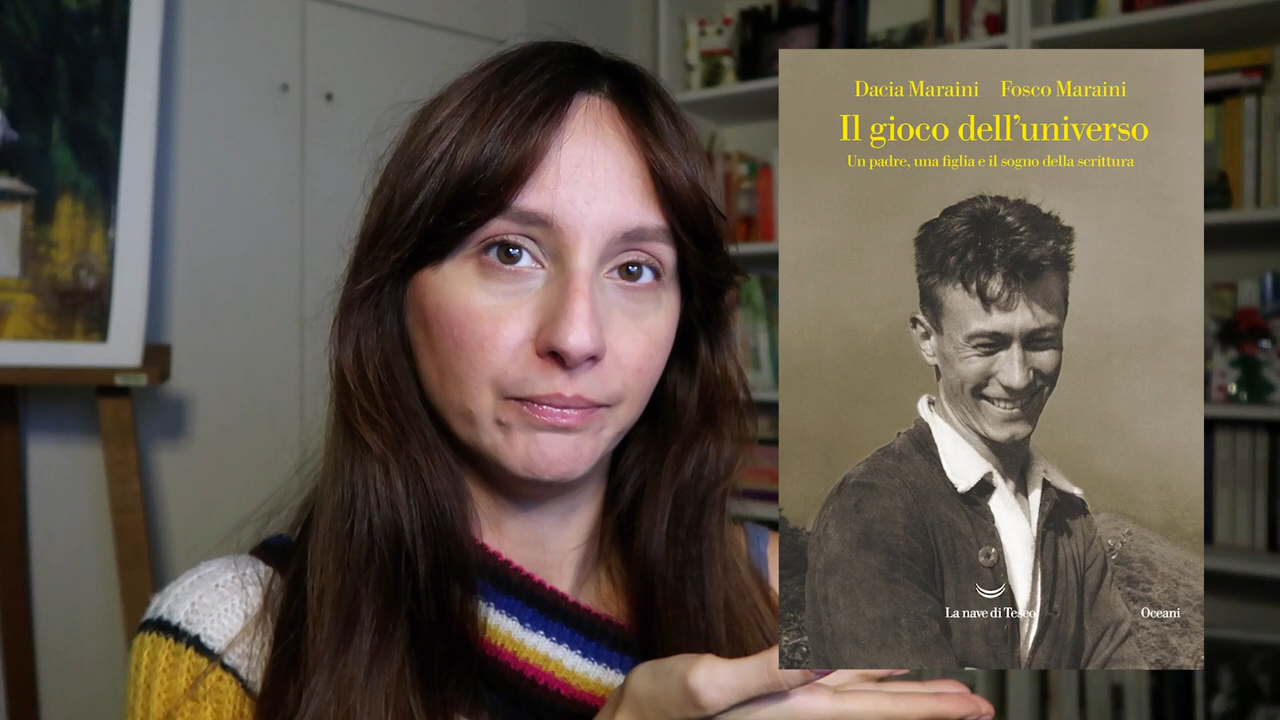 Dacia Maraini Fosco Maraini
Il gioco dell'universo
Un padre, una figlia e il sogno della scrittura
La nave di Teseo
Oceani